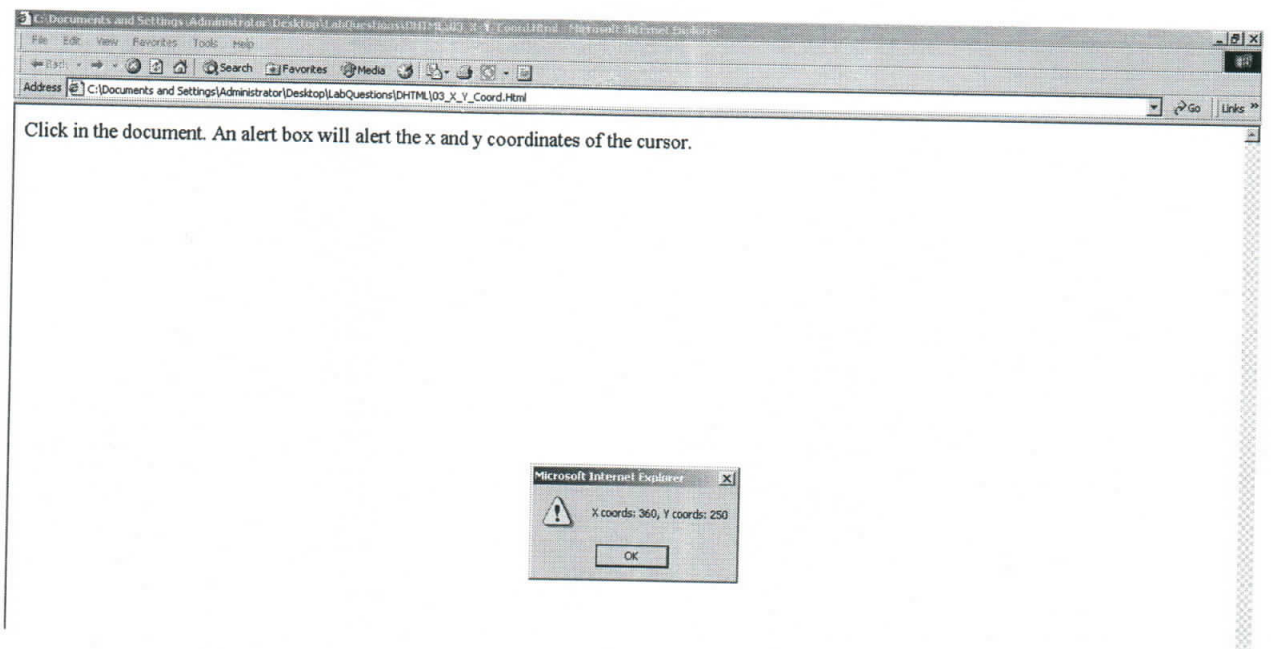 C:\Documents and Settings\Administrator\Desktop\LabQuestions\DHTML\03_X_Y_Coord.Html - Microsoft Internet Explorer
File Edit View Favorites Tools Help
Back Search Favorites Media
Address C:\Documents and Settings\Administrator\Desktop\LabQuestions\DHTML\03_X_Y_Coord.Html Go Links »
Click in the document. An alert box will alert the x and y coordinates of the cursor.
Microsoft Internet Explorer
X coords: 360, Y coords: 250
OK